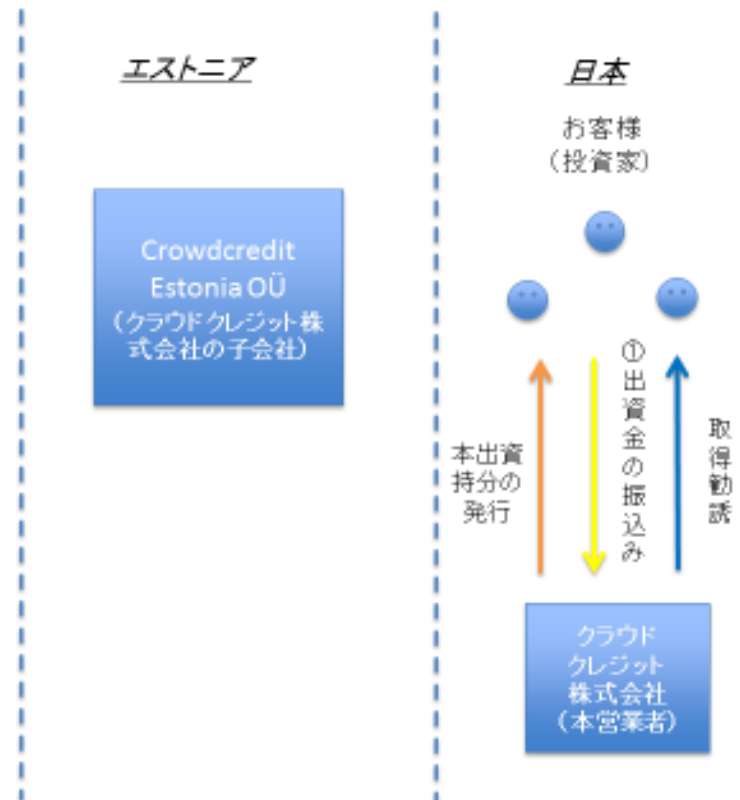 エストニア
Crowdcredit
Estonia OÜ
（クラウドクレジット株
式会社の子会社）
日本
お客様
（投資家）
本出資
持分の
発行
①出資金の振込み
取得勧誘
クラウド
クレジット
株式会社
（本営業者）